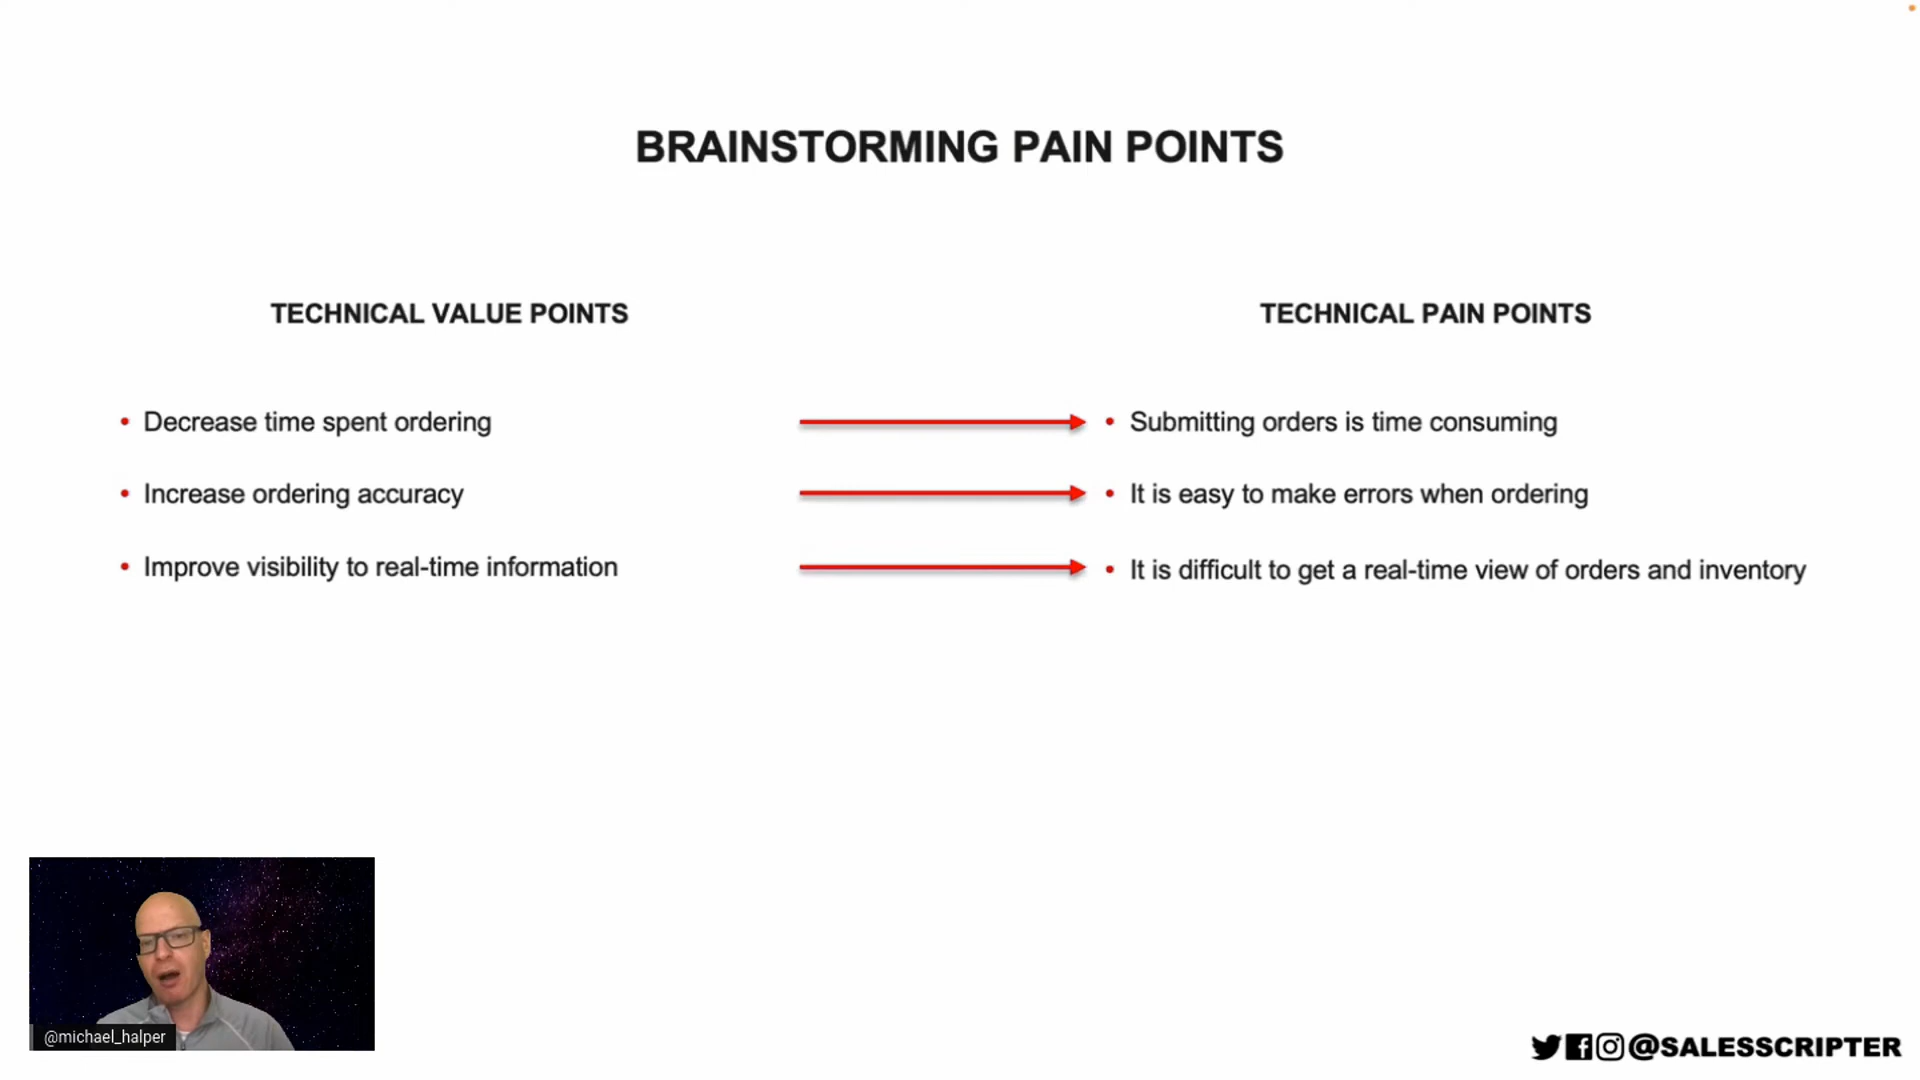 BRAINSTORMING PAIN POINTS
TECHNICAL VALUE POINTS
TECHNICAL PAIN POINTS
• Decrease time spent ordering
• Submitting orders is time consuming
• Increase ordering accuracy
• It is easy to make errors when ordering
• Improve visibility to real-time information
• It is difficult to get a real-time view of orders and inventory
@michael_halper
@SALESSCRIPTER